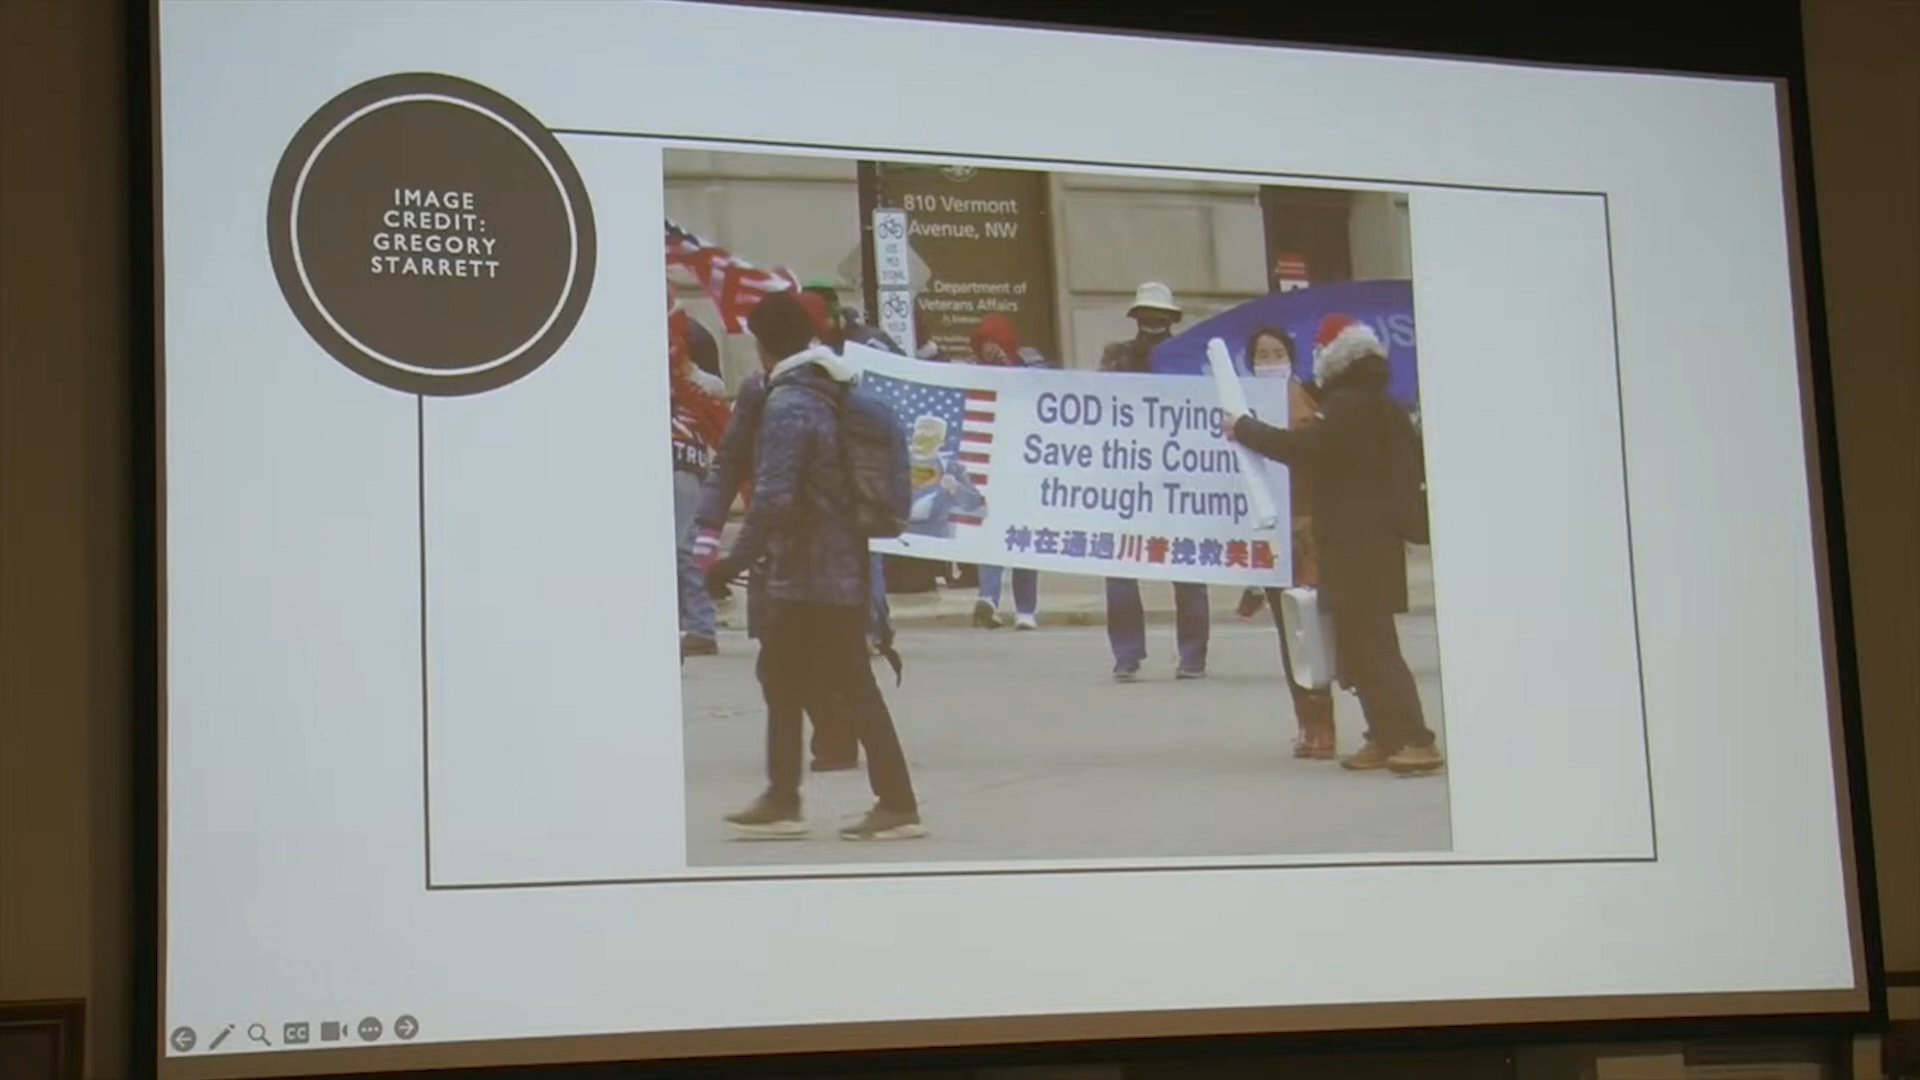 IMAGE
CREDIT:
GREGORY
STARRETT
810 Vermont
Avenue, NW
Department of
Veterans Affairs
GOD is Trying
Save this
through Trump
神在通過川普挽救美國
CC